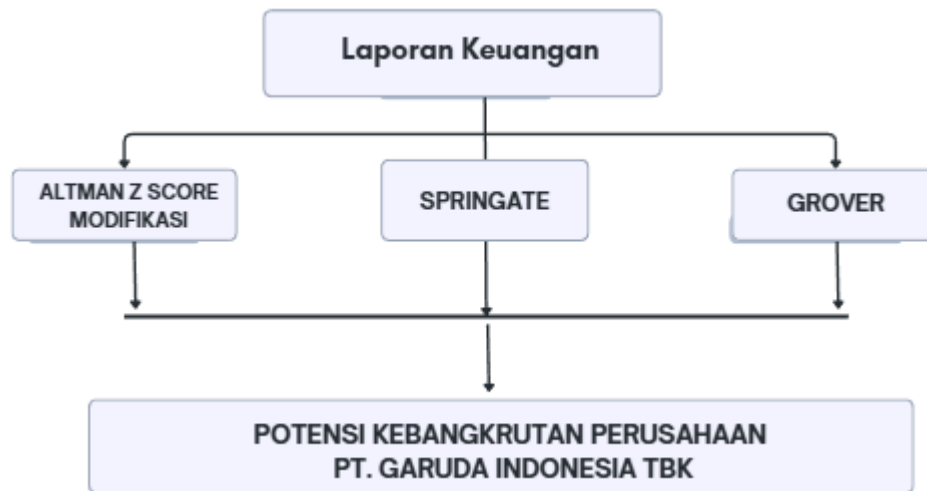 Laporan Keuangan
ALTMAN Z SCORE
MODIFIKASI
SPRINGATE
GROVER
POTENSI KEBANGKRUTAN PERUSAHAAN
PT. GARUDA INDONESIA TBK